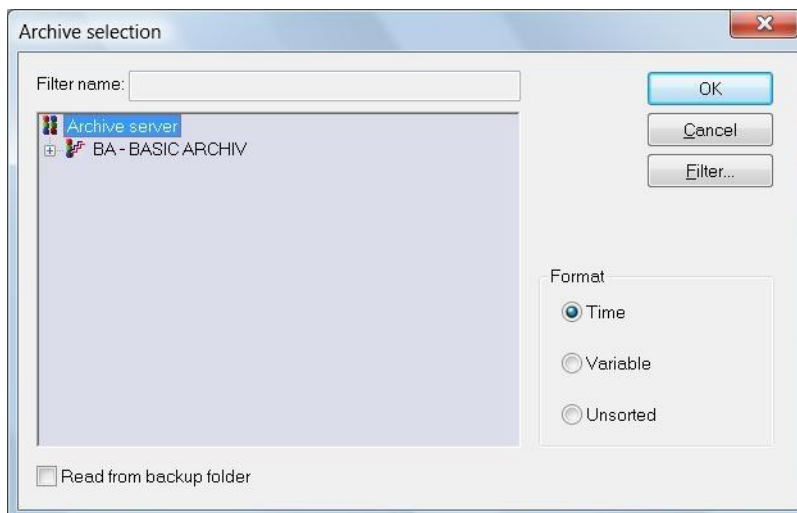 Archive selection
Filter name:
OK
Archive server
Cancel
BA - BASIC ARCHIV
Filter...
Format
Time
Variable
Unsorted
Read from backup folder